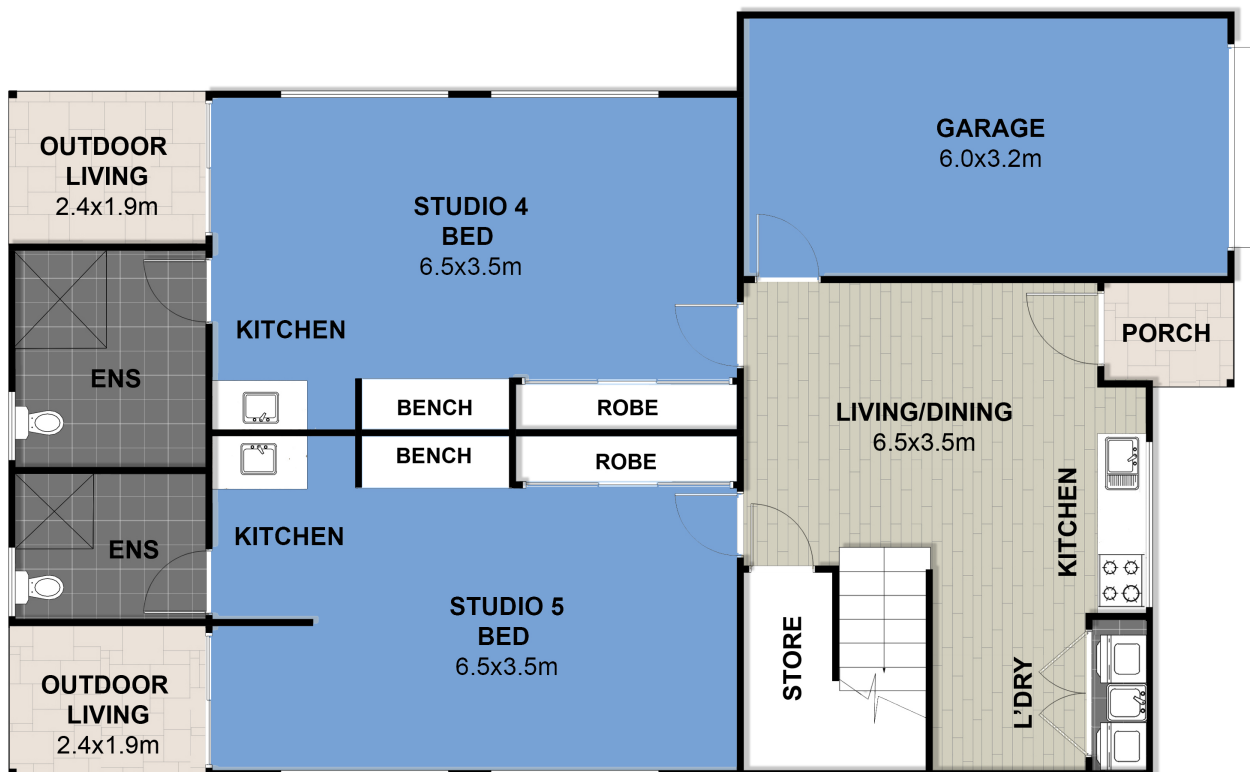 GARAGE
6.0x3.2m
OUTDOOR
LIVING
2.4x1.9m
STUDIO 4
BED
6.5x3.5m
KITCHEN
PORCH
ENS
BENCH
ROBE
LIVING/DINING
6.5x3.5m
BENCH
ROBE
KITCHEN
KITCHEN
ENS
STUDIO 5
BED
6.5x3.5m
STORE
L'DRY
OUTDOOR
LIVING
2.4x1.9m